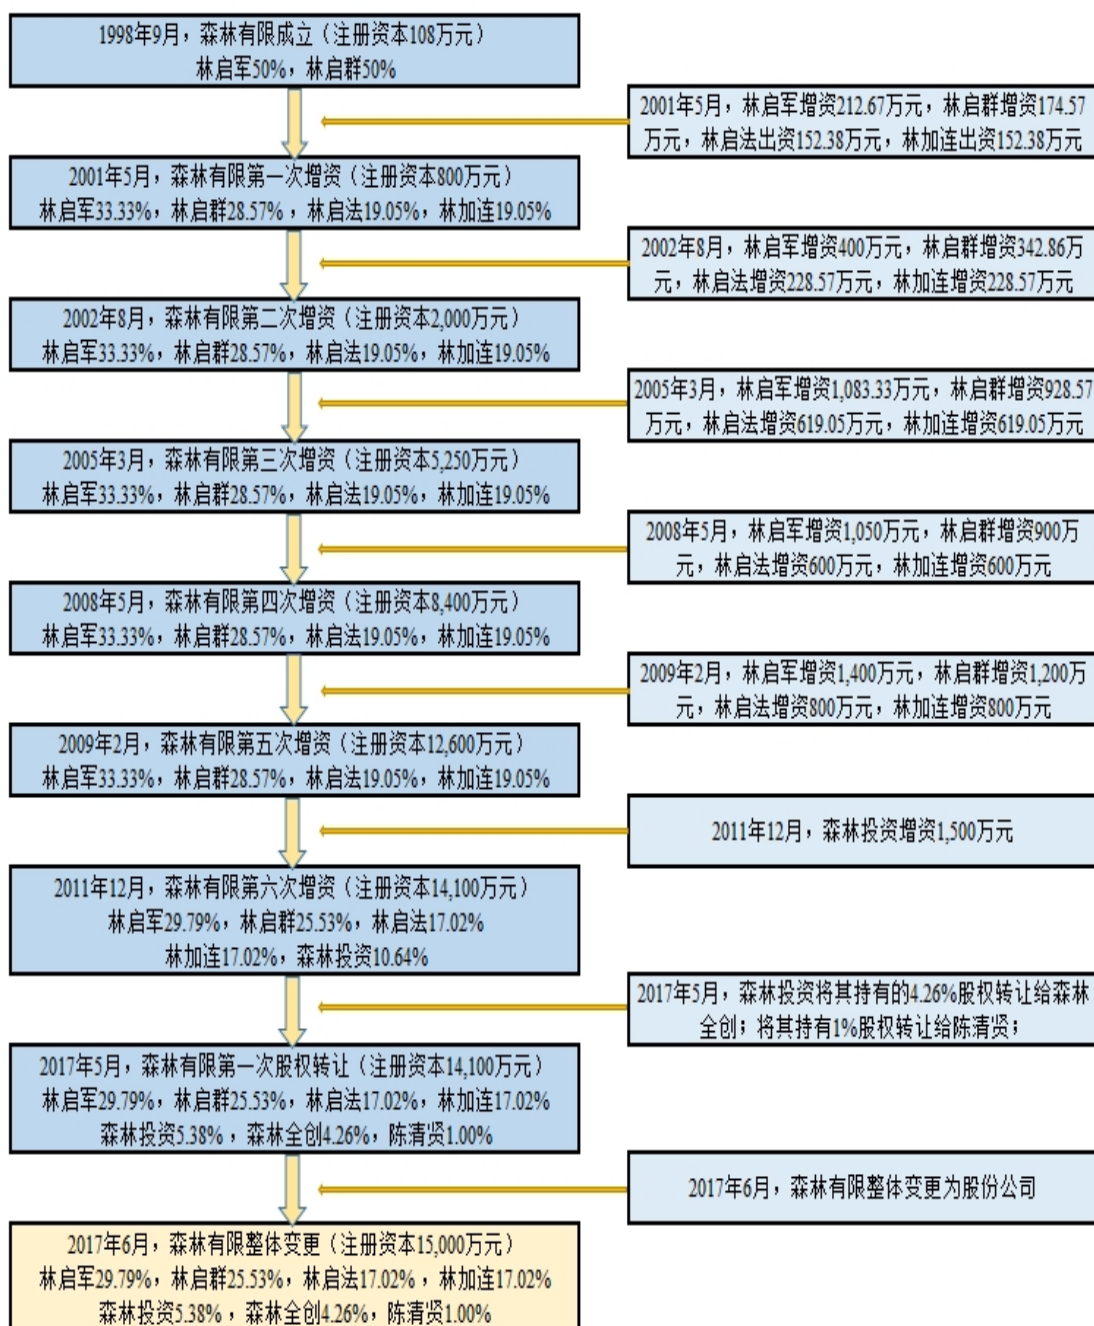 1998年9月，森林有限成立（注册资本108万元）
林启军50%，林启群50%
2001年5月，林启军增资212.67万元，林启群增资174.57
万元，林启法出资152.38万元，林加连出资152.38万元
2001年5月，森林有限第一次增资（注册资本800万元）
林启军33.33%，林启群28.57%，林启法19.05%，林加连19.05%
2002年8月，林启军增资400万元，林启群增资342.86万
元，林启法增资228.57万元，林加连增资228.57万元
2002年8月，森林有限第二次增资（注册资本2,000万元）
林启军33.33%，林启群28.57%，林启法19.05%，林加连19.05%
2005年3月，林启军增资1,083.33万元，林启群增资928.57
万元，林启法增资619.05万元，林加连增资619.05万元
2005年3月，森林有限第三次增资（注册资本5,250万元）
林启军33.33%，林启群28.57%，林启法19.05%，林加连19.05%
2008年5月，林启军增资1,050万元，林启群增资900万
元，林启法增资600万元，林加连增资600万元
2008年5月，森林有限第四次增资（注册资本8,400万元）
林启军33.33%，林启群28.57%，林启法19.05%，林加连19.05%
2009年2月，林启军增资1,400万元，林启群增资1,200万
元，林启法增资800万元，林加连增资800万元
2009年2月，森林有限第五次增资（注册资本12,600万元）
林启军33.33%，林启群28.57%，林启法19.05%，林加连19.05%
2011年12月，森林投资增资1,500万元
2011年12月，森林有限第六次增资（注册资本14,100万元）
林启军29.79%，林启群25.53%，林启法17.02%
林加连17.02%，森林投资10.64%
2017年5月，森林投资将其持有的4.26%股权转让给森林
全创；将其持有1%股权转让给陈清贤；
2017年5月，森林有限第一次股权转让（注册资本14,100万元）
林启军29.79%，林启群25.53%，林启法17.02%，林加连17.02%
森林投资5.38%，森林全创4.26%，陈清贤1.00%
2017年6月，森林有限整体变更为股份公司
2017年6月，森林有限整体变更（注册资本15,000万元）
林启军29.79%，林启群25.53%，林启法17.02%，林加连17.02%
森林投资5.38%，森林全创4.26%，陈清贤1.00%